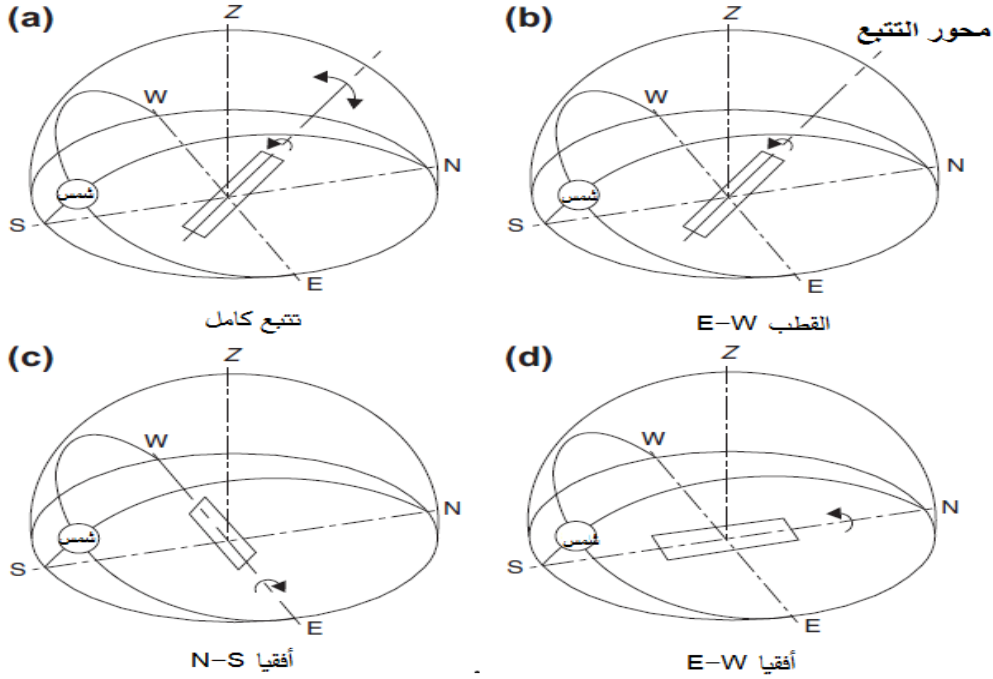 (a)
Z
W
N
شمس
S
E
تتبع كامل
(b)
Z
محور التتبع
W
N
شمس
S
E
القطب E–W
(c)
Z
W
N
شمس
S
E
أفقيا N–S
(d)
Z
W
N
شمس
S
E
أفقيا E–W